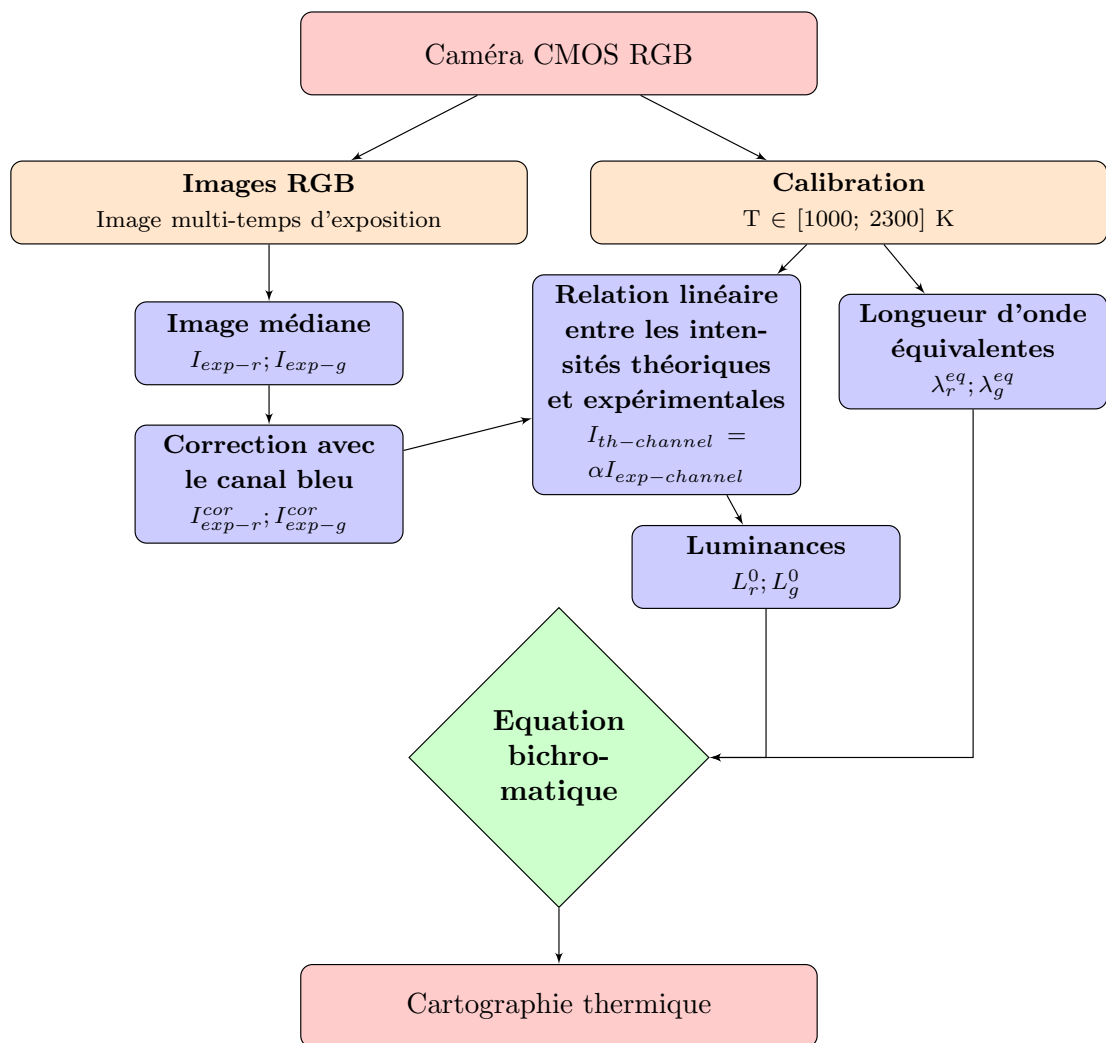 Caméra CMOS RGB
Images RGB
Image multi-temps d'exposition
Calibration
T ∈ [1000; 2300] K
Image médiane
I_{exp−r}; I_{exp−g}
Correction avec
le canal bleu
I^{cor}_{exp−r}; I^{cor}_{exp−g}
Relation linéaire
entre les inten-
sités théoriques
et expérimentales
I_{th−channel} =
αI_{exp−channel}
Longueur d'onde
équivalentes
λ_r^{eq}; λ_g^{eq}
Luminances
L_r^0; L_g^0
Equation
bichro-
matique
Cartographie thermique